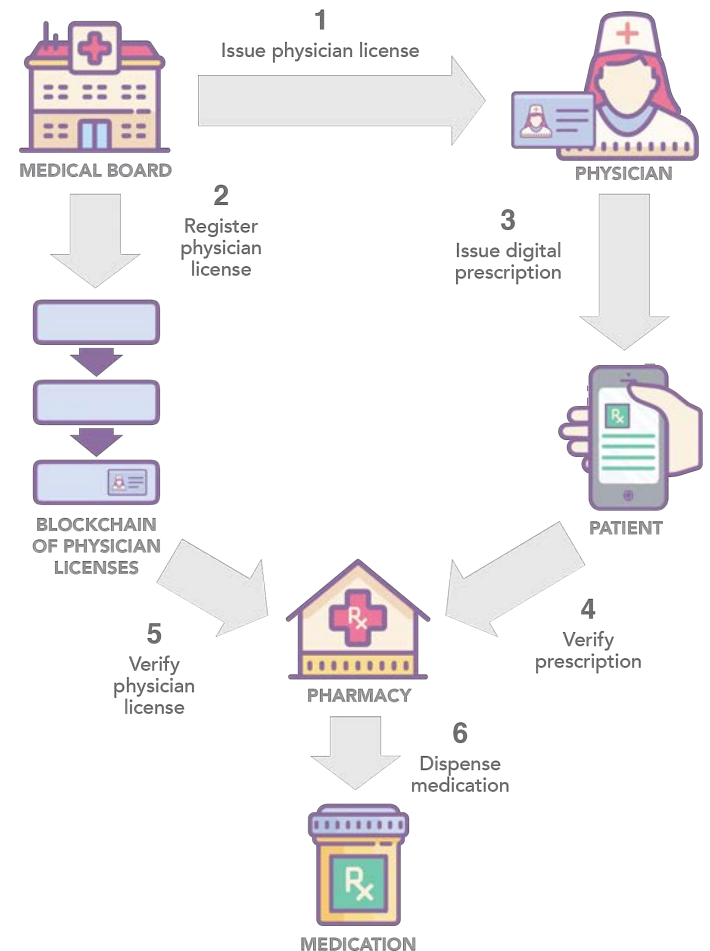 1
Issue physician license
MEDICAL BOARD
PHYSICIAN
2
Register
physician
license
3
Issue digital
prescription
Rx
BLOCKCHAIN
OF PHYSICIAN
LICENSES
PATIENT
5
Verify
physician
license
Rx
PHARMACY
4
Verify
prescription
6
Dispense
medication
Rx
MEDICATION